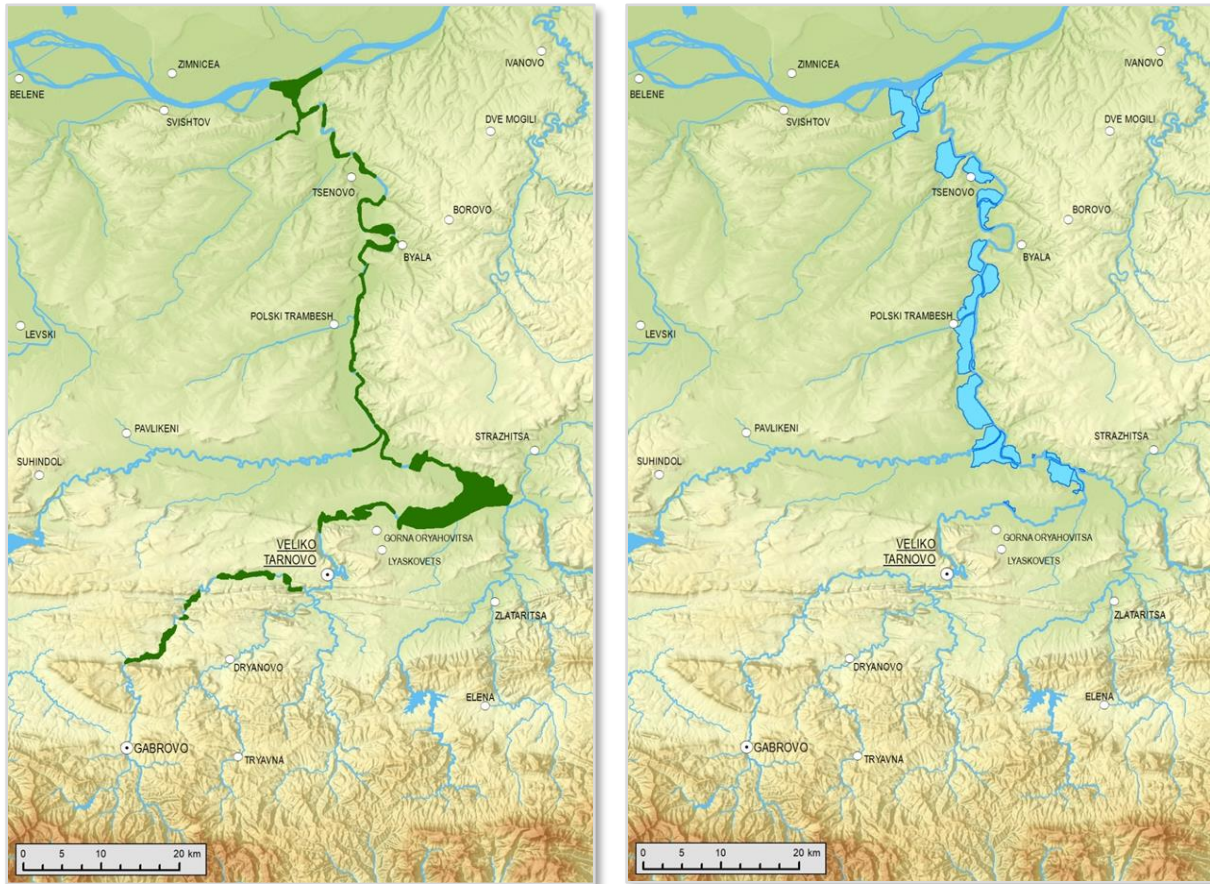 ZIMNICEA
IVANOVO
BELENE
SVISHTOV
DVE MOGILI
TSENOVO
BOROVO
BYALA
POLSKI TRAMBESH
LEVSKI
PAVLIKENI
STRAZHITSA
SUHINDOL
GORNA ORYAHOVITSA
VELIKO
TARNOVO
LYASKOVETS
ZLATARITSA
DRYANOVO
ELENA
GABROVO
TRYAVNA
0 5 10 20 km
ZIMNICEA
IVANOVO
BELENE
SVISHTOV
DVE MOGILI
TSENOVO
BOROVO
BYALA
POLSKI TRAMBESH
LEVSKI
PAVLIKENI
STRAZHITSA
SUHINDOL
GORNA ORYAHOVITSA
VELIKO
TARNOVO
LYASKOVETS
ZLATARITSA
DRYANOVO
ELENA
GABROVO
TRYAVNA
0 5 10 20 km